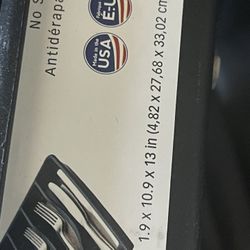 No S
Antidérapa
Made in the
USA
É.-U
1.9 x 10.9 x 13 in (4,82 x 27,68 x 33,02 cm